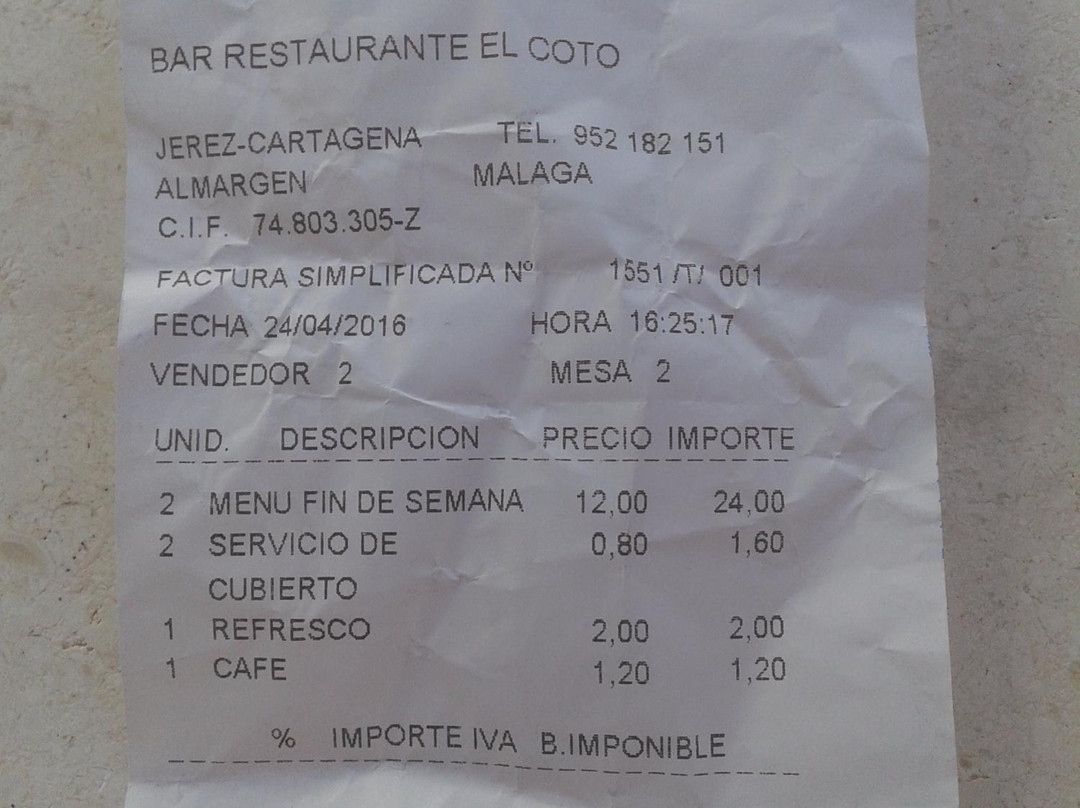 BAR RESTAURANTE EL COTO
JEREZ-CARTAGENA TEL. 952 182 151
ALMARGEN MALAGA
C.I.F. 74.803.305-Z
FACTURA SIMPLIFICADA Nº 1551 /T/ 001
FECHA 24/04/2016 HORA 16:25:17
VENDEDOR 2 MESA 2
UNID. DESCRIPCION PRECIO IMPORTE
2 MENU FIN DE SEMANA 12,00 24,00
2 SERVICIO DE 0,80 1,60
CUBIERTO
1 REFRESCO 2,00 2,00
1 CAFE 1,20 1,20
% IMPORTE IVA B.IMPONIBLE